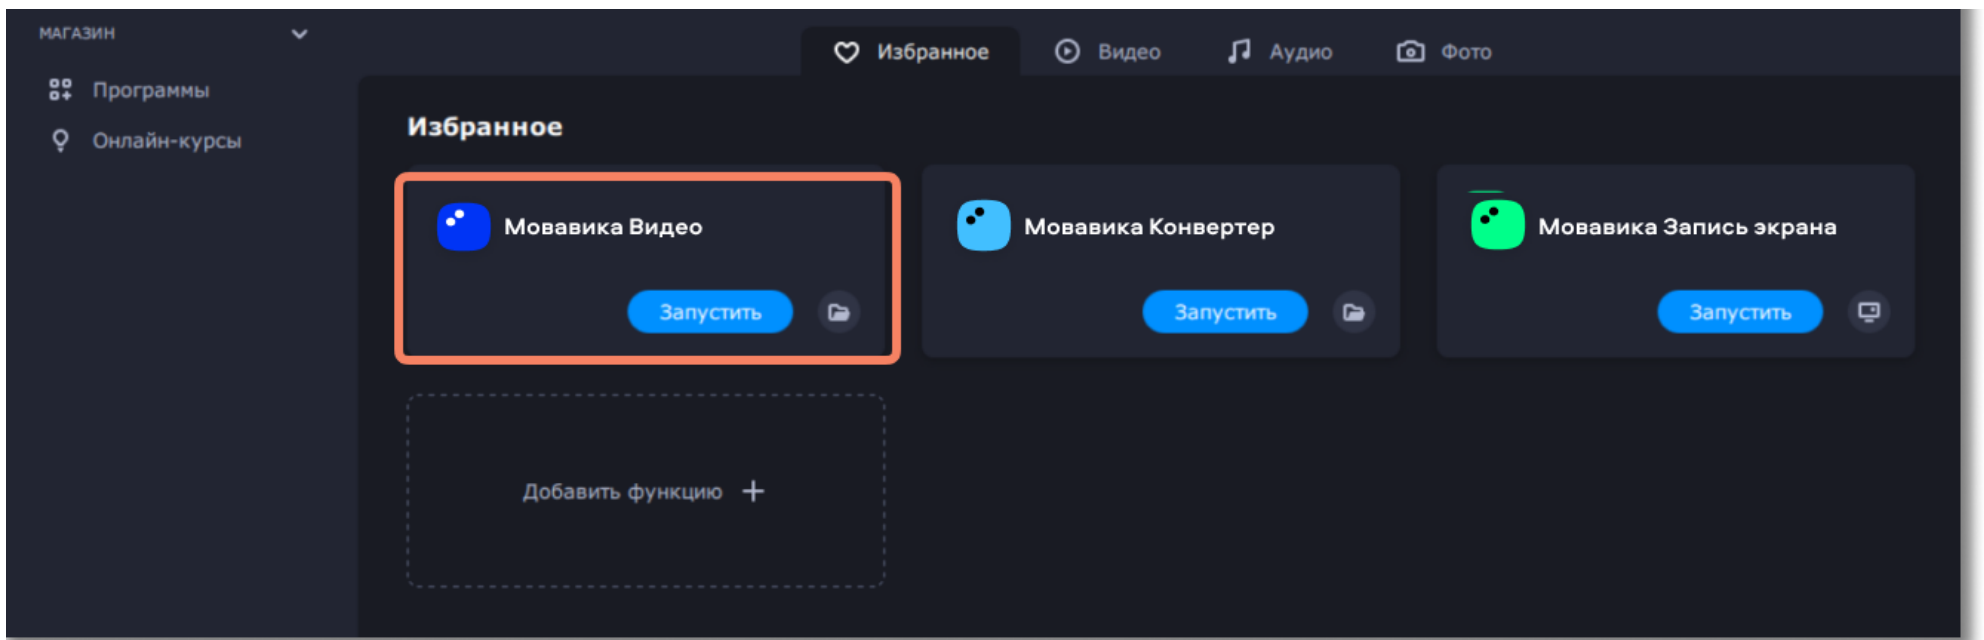 МАГАЗИН
Программы
Онлайн-курсы
Избранное
Видео
Аудио
Фото
Избранное
Мовавика Видео
Запустить
Мовавика Конвертер
Запустить
Мовавика Запись экрана
Запустить
Добавить функцию